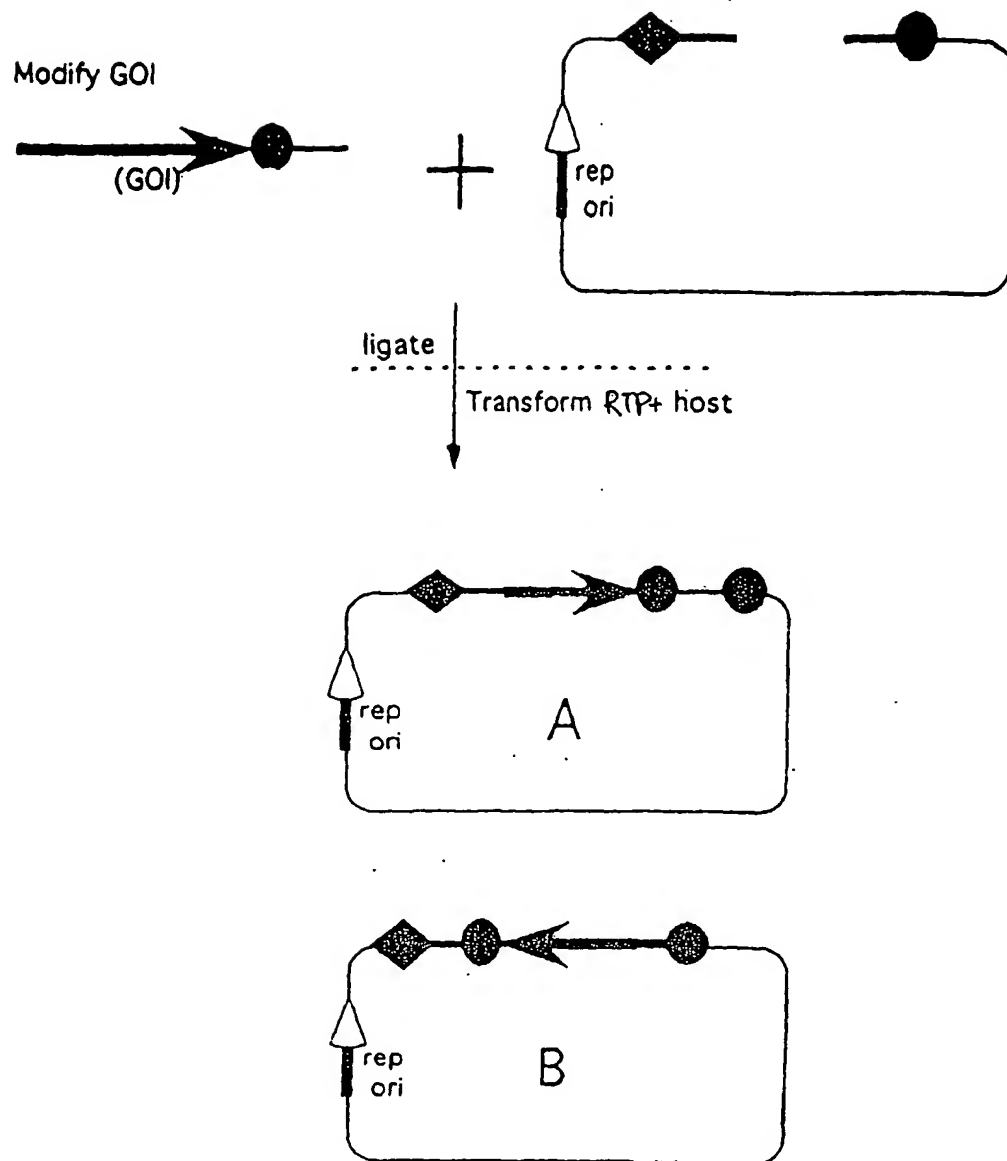 Modify GOI
(GOI)
rep
ori
ligate
Transform RTP+ host
rep
ori
A
rep
ori
B